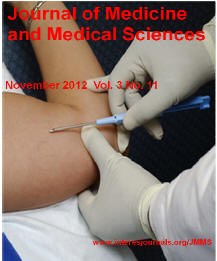 Journal of Medicine
and Medical Sciences
November 2012 Vol. 3 No. 11
www.interesjournals.org/JMMS